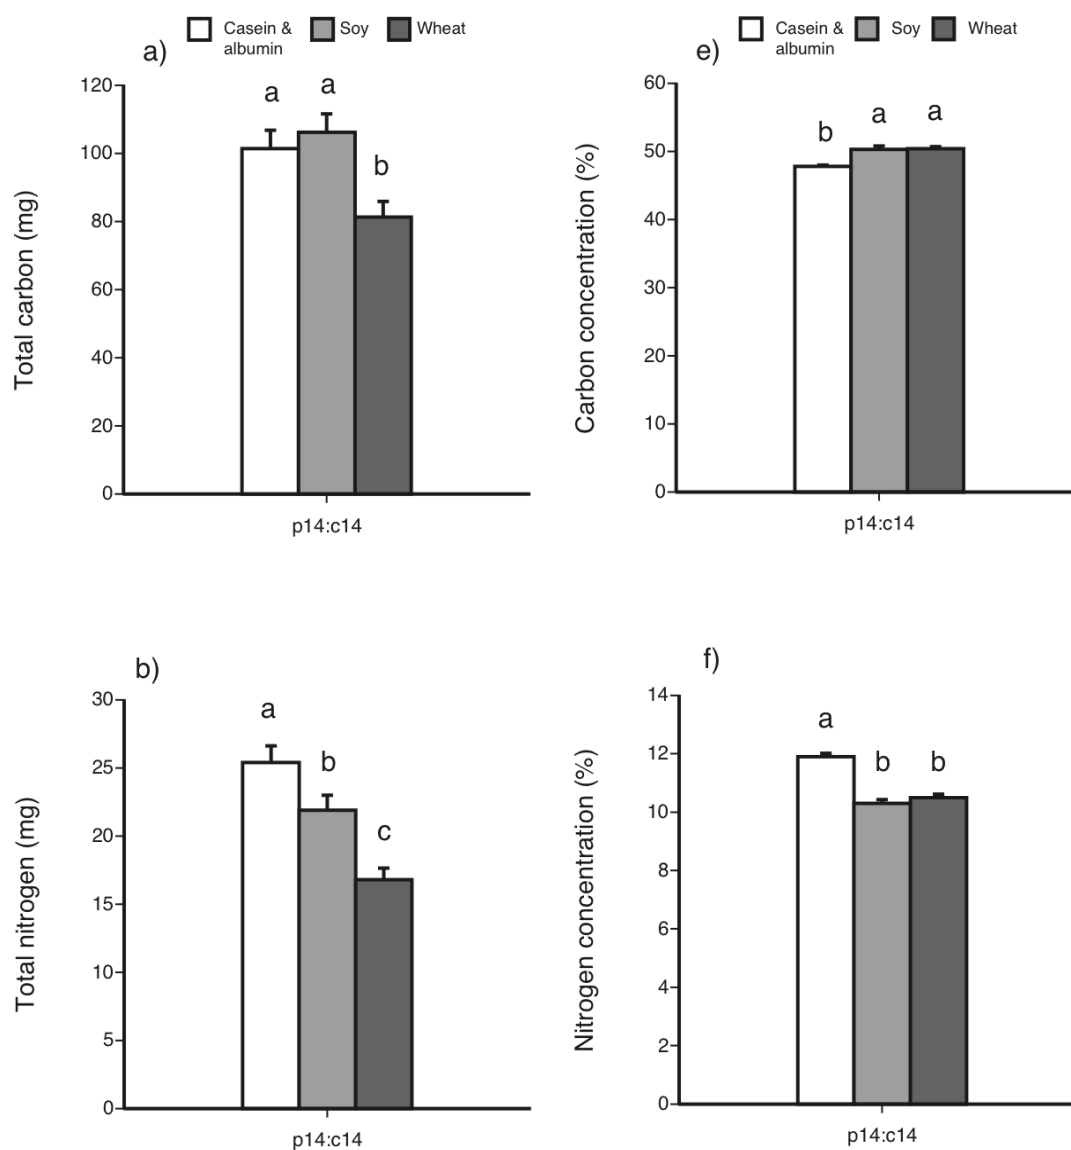 a)
Casein &
albumin
Soy
Wheat
Total carbon (mg)
120
100
80
60
40
20
0
a
a
b
p14:c14
e)
Casein &
albumin
Soy
Wheat
Carbon concentration (%)
60
50
40
30
20
10
0
b
a
a
p14:c14
b)
Total nitrogen (mg)
30
25
20
15
10
5
0
a
b
c
p14:c14
f)
Nitrogen concentration (%)
14
12
10
8
6
4
2
0
a
b
b
p14:c14